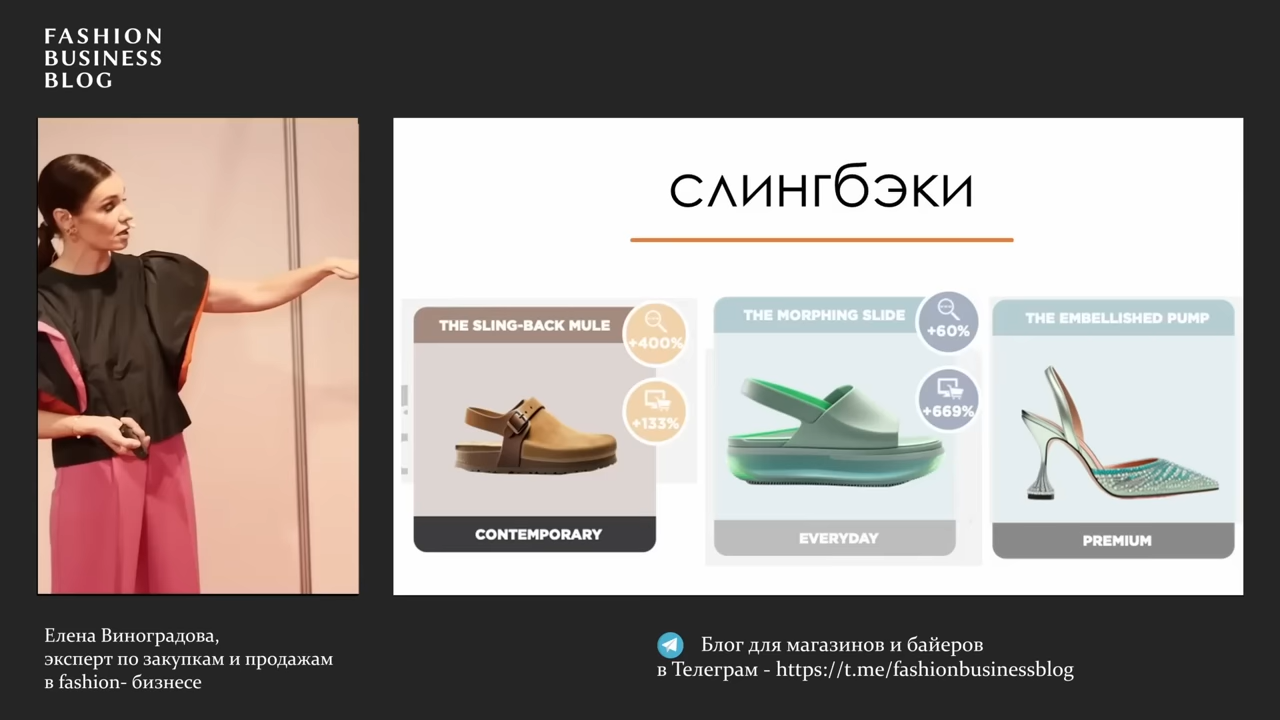 FASHION
BUSINESS
BLOG
слингбэки
THE SLING-BACK MULE
+400%
+133%
CONTEMPORARY
THE MORPHING SLIDE
+60%
+669%
EVERYDAY
THE EMBELLISHED PUMP
PREMIUM
Елена Виноградова,
эксперт по закупкам и продажам
в fashion- бизнесе
Блог для магазинов и байеров
в Телеграм - https://t.me/fashionbusinessblog